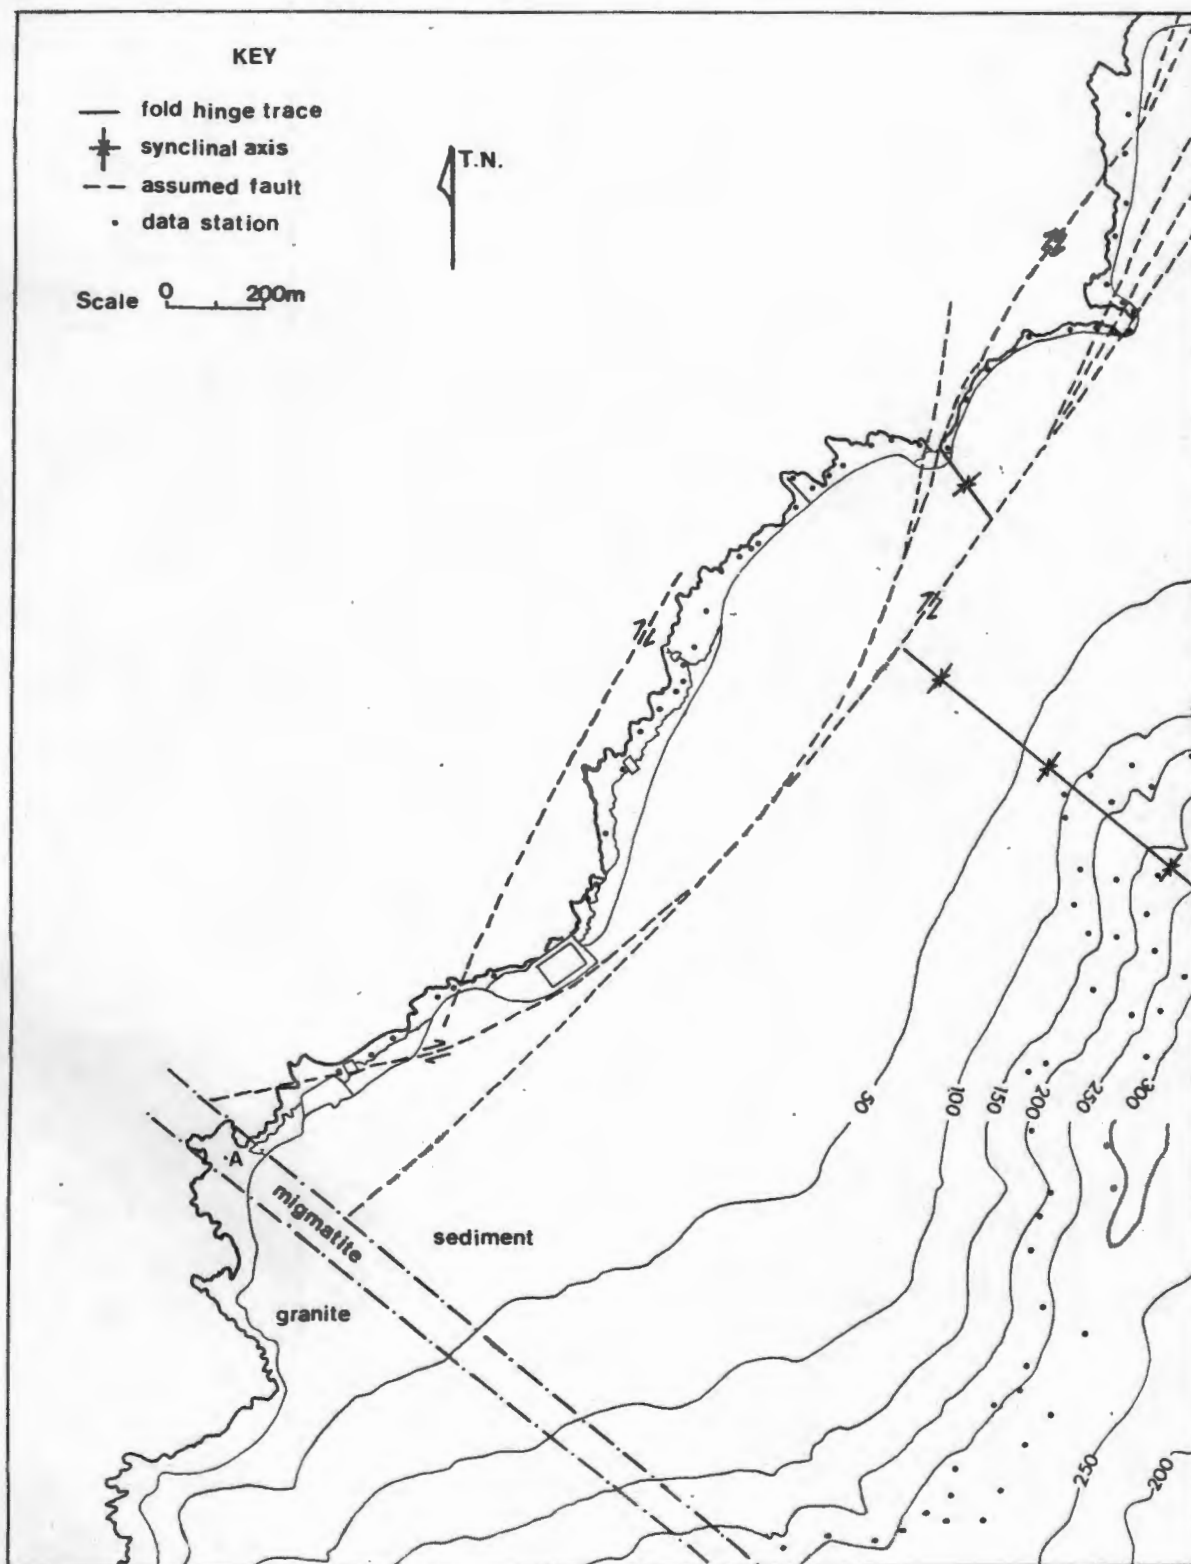 KEY
fold hinge trace
synclinal axis
assumed fault
data station
T.N.
Scale 0 200m
50
100
150
200
250
300
A
migmatite
sediment
granite
250
200